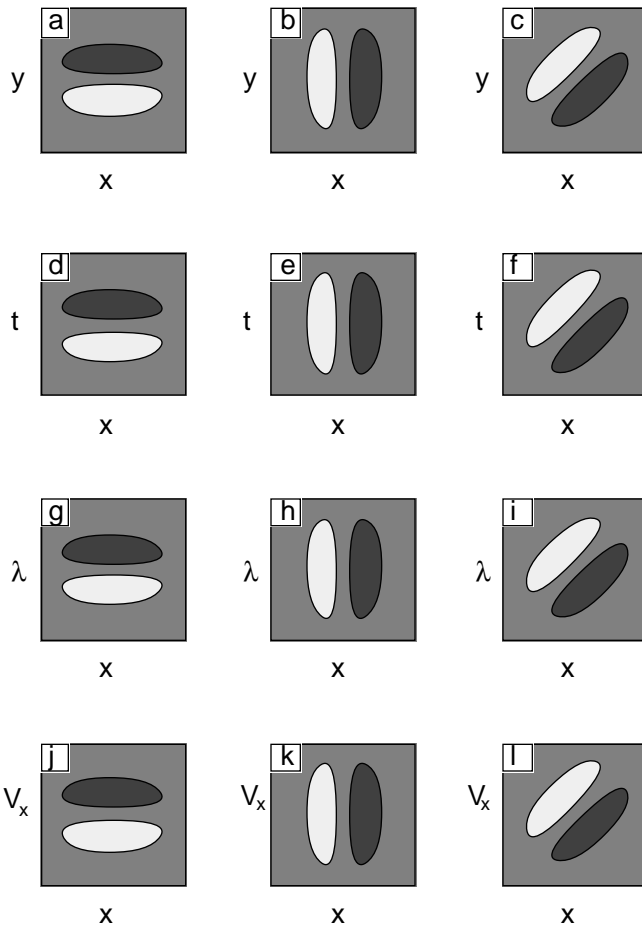 a b c
y y y
x x x
d e f
t t t
x x x
g h i
λ λ λ
x x x
j k l
Vx Vx Vx
x x x